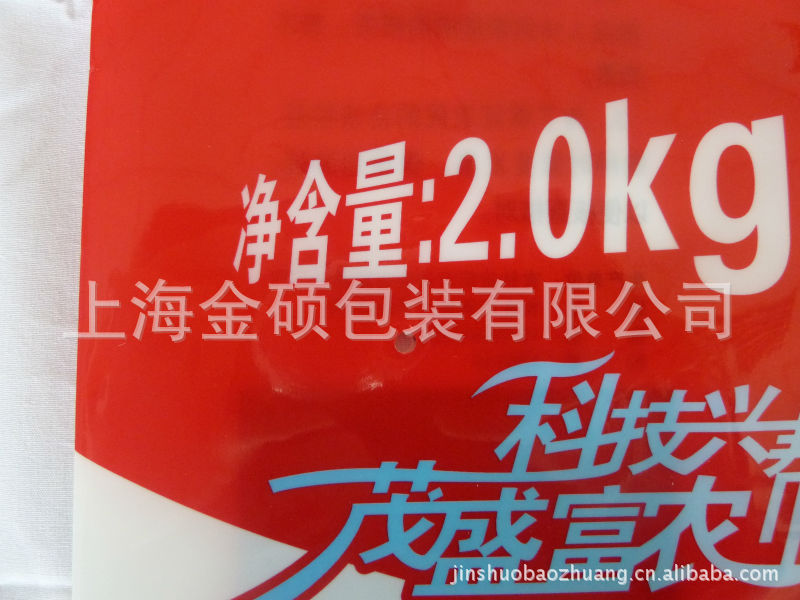 净含量:2.0kg
上海金硕包装有限公司
科技兴
茂盛富农
jinshuobaozhuang.cn.alibaba.com